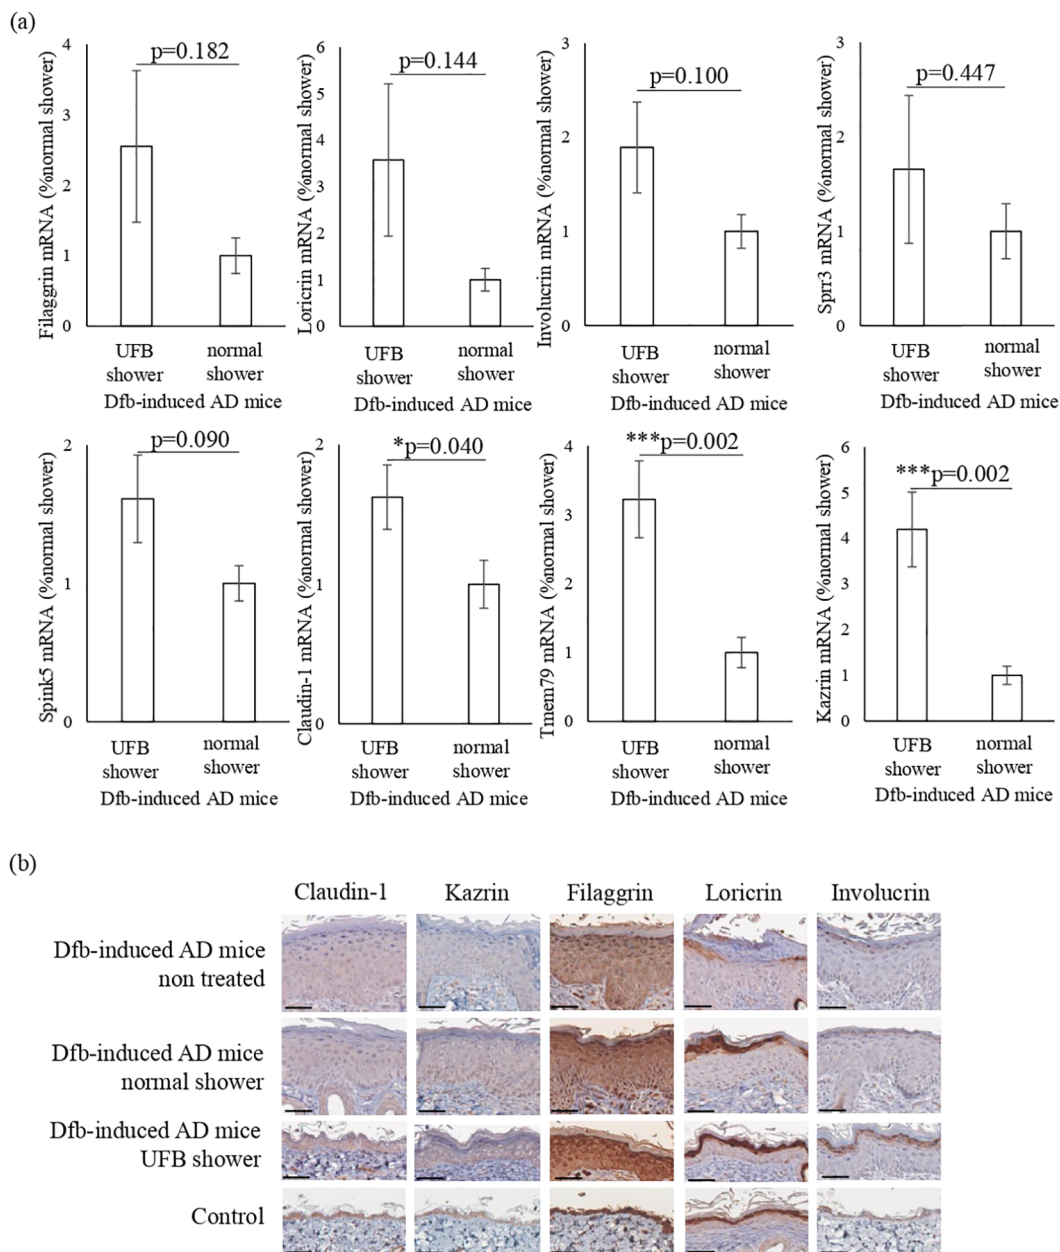 (a)
Filaggrin mRNA (%normal shower)
4
3
2
1
0
p=0.182
UFB
shower
normal
shower
Dfb-induced AD mice
Loricrin mRNA (%normal shower)
6
5
4
3
2
1
0
p=0.144
UFB
shower
normal
shower
Dfb-induced AD mice
Involucrin mRNA (%normal shower)
3
2
1
0
p=0.100
UFB
shower
normal
shower
Dfb-induced AD mice
Sprr3 mRNA (%normal shower)
3
2
1
0
p=0.447
UFB
shower
normal
shower
Dfb-induced AD mice
Spink5 mRNA (%normal shower)
2
1
0
p=0.090
UFB
shower
normal
shower
Dfb-induced AD mice
Claudin-1 mRNA (%normal shower)
2
1
0
*p=0.040
UFB
shower
normal
shower
Dfb-induced AD mice
Tmem79 mRNA (%normal shower)
4
3
2
1
0
***p=0.002
UFB
shower
normal
shower
Dfb-induced AD mice
Kazrin mRNA (%normal shower)
6
5
4
3
2
1
0
***p=0.002
UFB
shower
normal
shower
Dfb-induced AD mice
(b)
Claudin-1 Kazrin Filaggrin Loricrin Involucrin
Dfb-induced AD mice
non treated
Dfb-induced AD mice
normal shower
Dfb-induced AD mice
UFB shower
Control